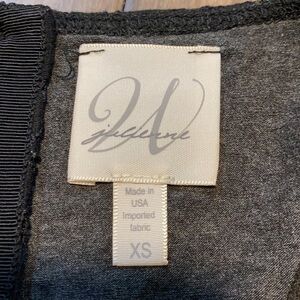 W
Made in
USA
Imported
fabric
XS